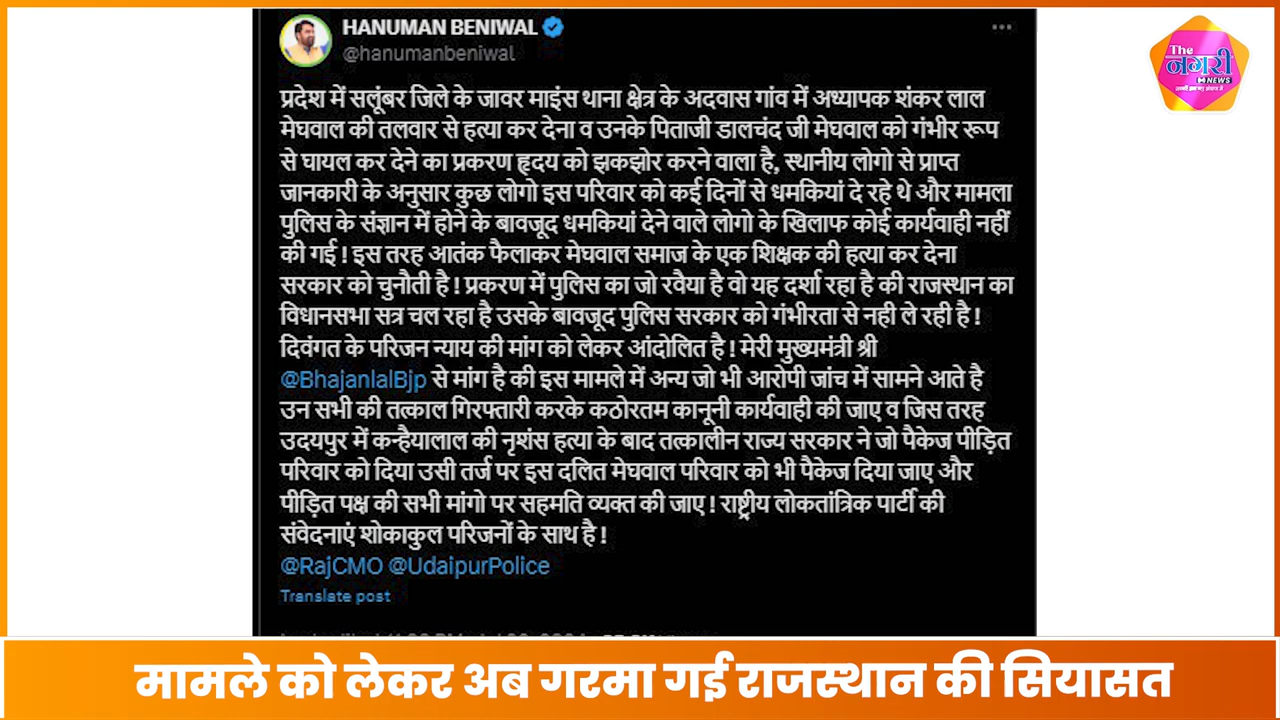 HANUMAN BENIWAL
@hanumanbeniwal
The
नगरी
NEWS
प्रदेश में सलूंबर जिले के जावर माइंस थाना क्षेत्र के अदवास गांव में अध्यापक शंकर लाल
मेघवाल की तलवार से हत्या कर देना व उनके पिताजी डालचंद जी मेघवाल को गंभीर रूप
से घायल कर देने का प्रकरण हृदय को झकझोर करने वाला है, स्थानीय लोगो से प्राप्त
जानकारी के अनुसार कुछ लोगो इस परिवार को कई दिनों से धमकियां दे रहे थे और मामला
पुलिस के संज्ञान में होने के बावजूद धमकियां देने वाले लोगो के खिलाफ कोई कार्यवाही नहीं
की गई ! इस तरह आतंक फैलाकर मेघवाल समाज के एक शिक्षक की हत्या कर देना
सरकार को चुनौती है ! प्रकरण में पुलिस का जो रवैया है वो यह दर्शा रहा है की राजस्थान का
विधानसभा सत्र चल रहा है उसके बावजूद पुलिस सरकार को गंभीरता से नही ले रही है !
दिवंगत के परिजन न्याय की मांग को लेकर आंदोलित है ! मेरी मुख्यमंत्री श्री
@BhajanlalBjp से मांग है की इस मामले में अन्य जो भी आरोपी जांच में सामने आते है
उन सभी की तत्काल गिरफ्तारी करके कठोरतम कानूनी कार्यवाही की जाए व जिस तरह
उदयपुर में कन्हैयालाल की नृशंस हत्या के बाद तत्कालीन राज्य सरकार ने जो पैकेज पीड़ित
परिवार को दिया उसी तर्ज पर इस दलित मेघवाल परिवार को भी पैकेज दिया जाए और
पीड़ित पक्ष की सभी मांगो पर सहमति व्यक्त की जाए ! राष्ट्रीय लोकतांत्रिक पार्टी की
संवेदनाएं शोकाकुल परिजनों के साथ है !
@RajCMO @UdaipurPolice
Translate post
मामले को लेकर अब गरमा गई राजस्थान की सियासत